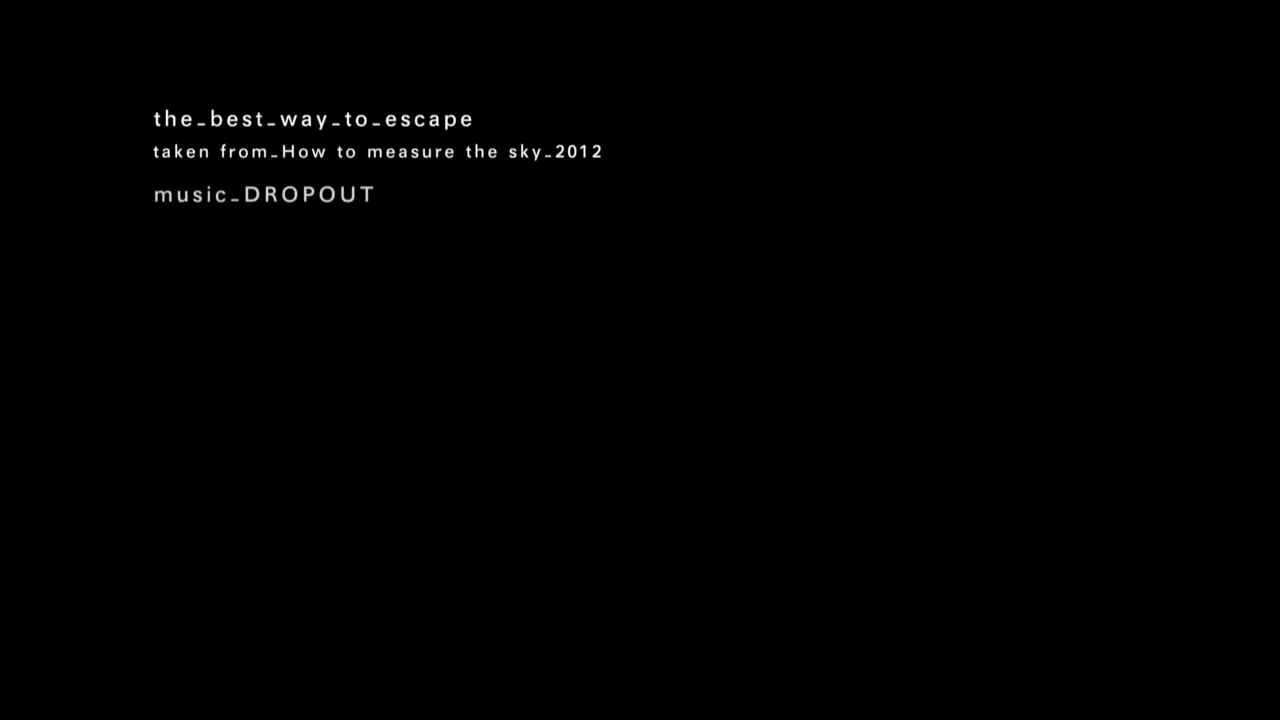 the_best_way_to_escape
taken from_How to measure the sky_2012
music_DROPOUT